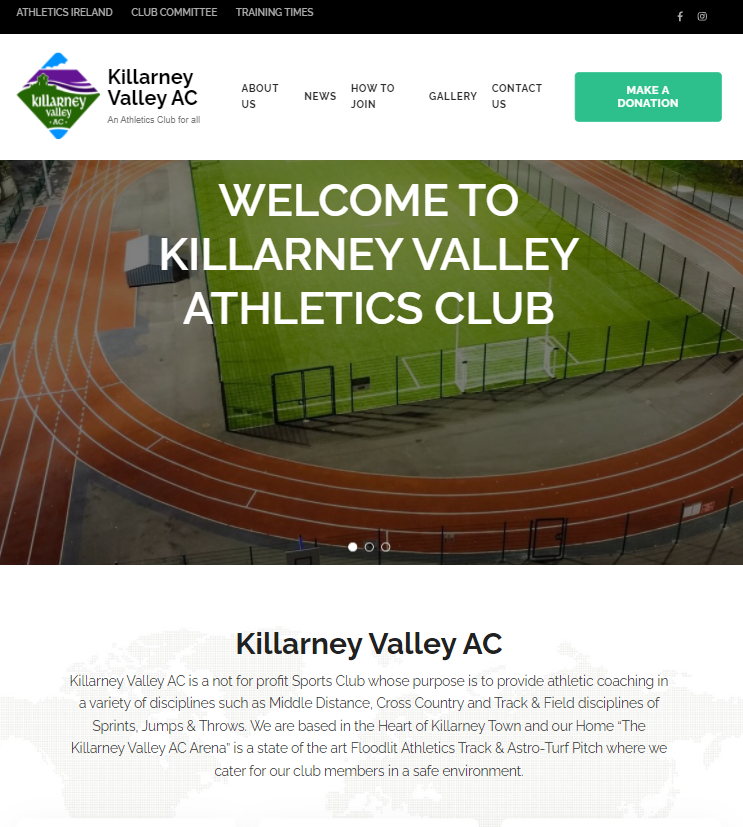 ATHLETICS IRELAND CLUB COMMITTEE TRAINING TIMES
killarney
valley
AC
Killarney
Valley AC
An Athletics Club for all
ABOUT
US
NEWS
HOW TO
JOIN
GALLERY
CONTACT
US
MAKE A
DONATION
WELCOME TO
KILLARNEY VALLEY
ATHLETICS CLUB
Killarney Valley AC
Killarney Valley AC is a not for profit Sports Club whose purpose is to provide athletic coaching in
a variety of disciplines such as Middle Distance, Cross Country and Track & Field disciplines of
Sprints, Jumps & Throws. We are based in the Heart of Killarney Town and our Home “The
Killarney Valley AC Arena” is a state of the art Floodlit Athletics Track & Astro-Turf Pitch where we
cater for our club members in a safe environment.